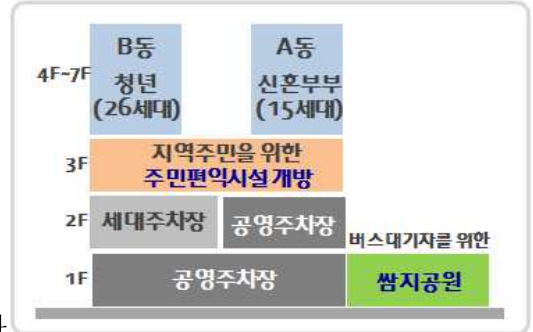 B동 A동
4F~7F 청년 신혼부부
(26세대) (15세대)
3F 지역주민을 위한
주민편익시설 개방
2F 세대주차장 공영주차장
버스대기자를 위한
1F 공영주차장 쌈지공원